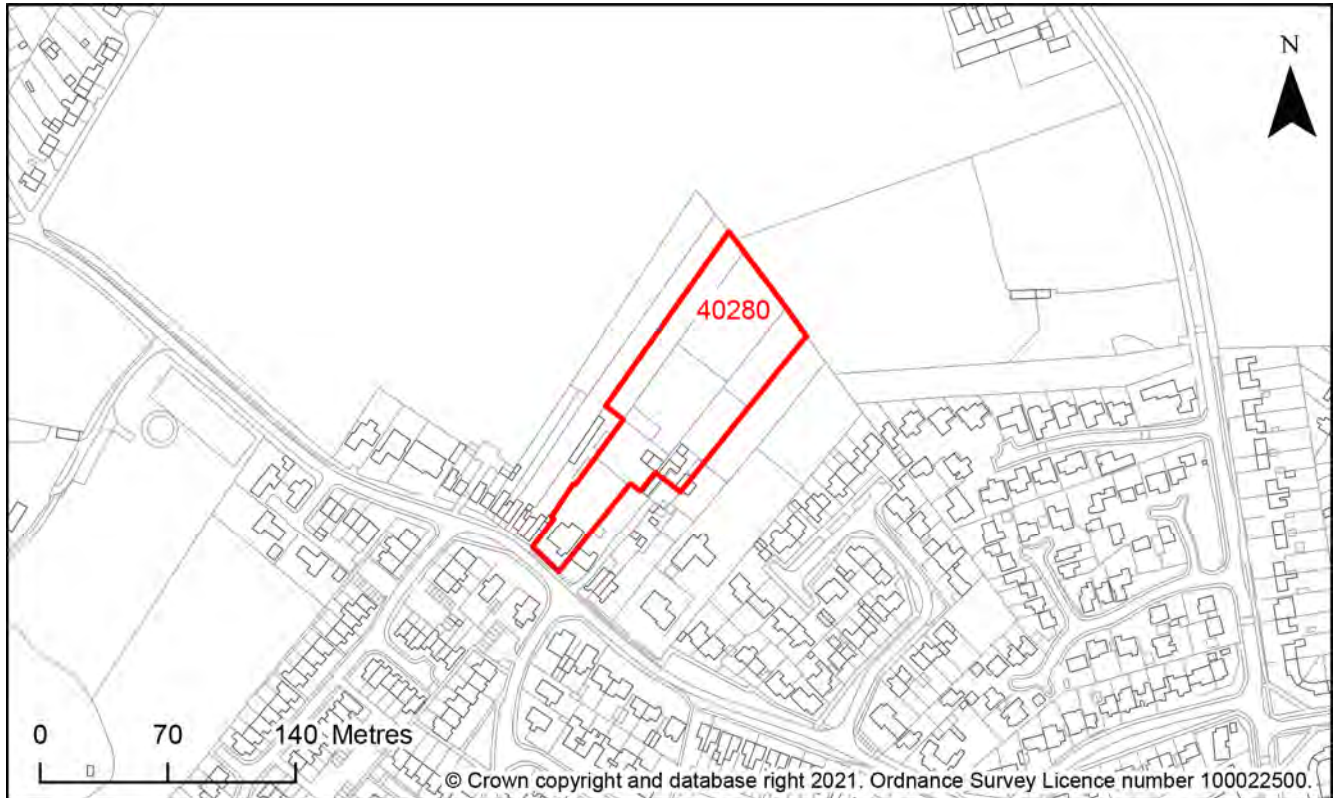 N
40280
0 70 140 Metres
© Crown copyright and database right 2021. Ordnance Survey Licence number 100022500.